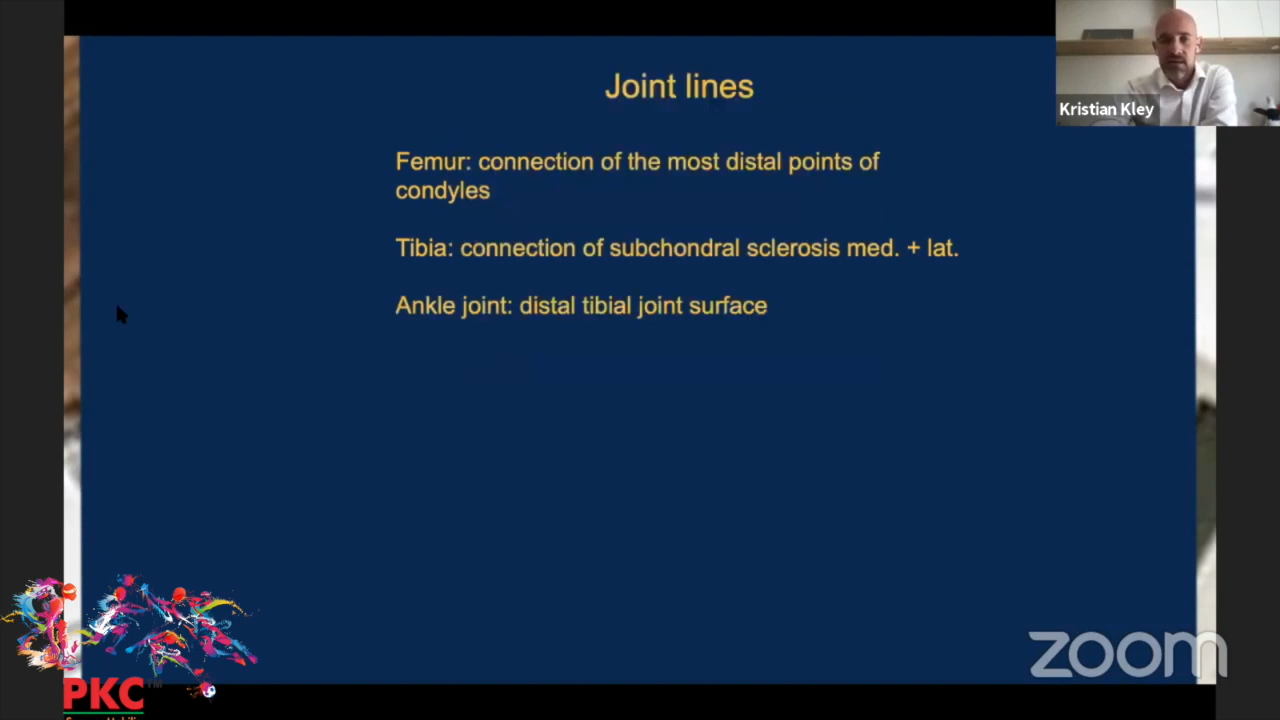 Joint lines
Kristian Kley
Femur: connection of the most distal points of
condyles
Tibia: connection of subchondral sclerosis med. + lat.
Ankle joint: distal tibial joint surface
zoom
PKC™